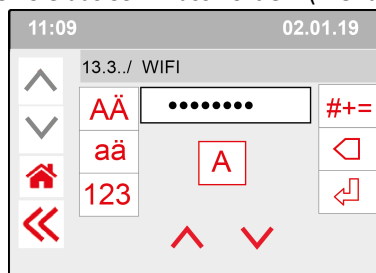 11:09 02.01.19
13.3../ WIFI
AÄ •••••••• #+=
aä A
123